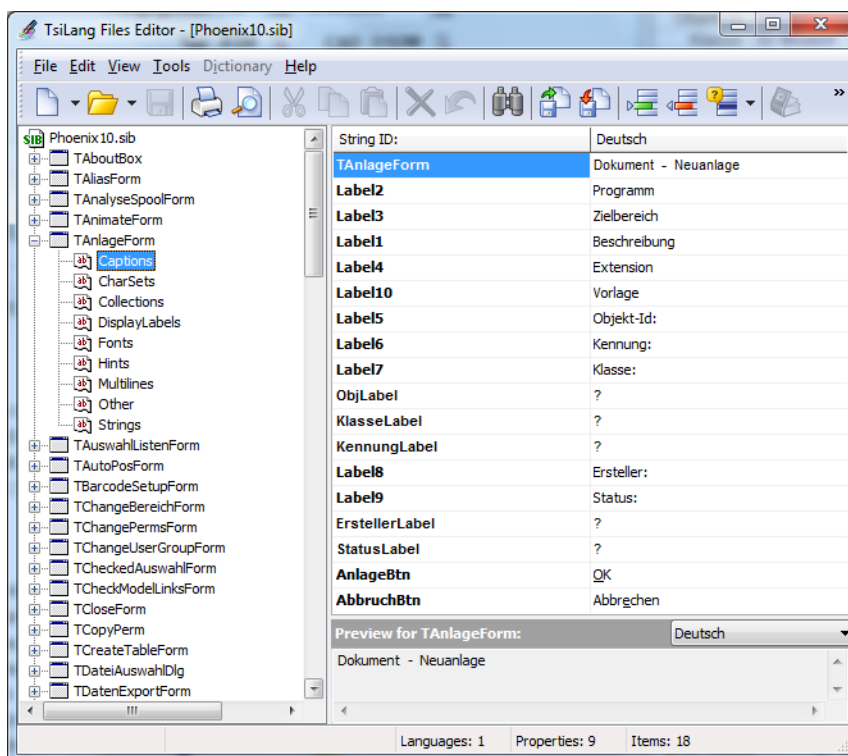 TsiLang Files Editor - [Phoenix10.sib]
File Edit View Tools Dictionary Help
SIB Phoenix10.sib
TAboutBox
TAliasForm
TAnalyseSpoolForm
TAnimateForm
TAnlageForm
Captions
CharSets
Collections
DisplayLabels
Fonts
Hints
Multilines
Other
Strings
TAuswahlListenForm
TAutoPosForm
TBarcodeSetupForm
TChangeBereichForm
TChangePermsForm
TChangeUserGroupForm
TCheckedAuswahlForm
TCheckModelLinksForm
TCloseForm
TCopyPerm
TCreateTableForm
TDateiAuswahlDlg
TDatenExportForm
String ID: Deutsch
TAnlageForm Dokument - Neuanlage
Label2 Programm
Label3 Zielbereich
Label1 Beschreibung
Label4 Extension
Label10 Vorlage
Label5 Objekt-Id:
Label6 Kennung:
Label7 Klasse:
ObjLabel ?
KlasseLabel ?
KennungLabel ?
Label8 Ersteller:
Label9 Status:
ErstellerLabel ?
StatusLabel ?
AnlageBtn OK
AbbruchBtn Abbrechen
Preview for TAnlageForm: Deutsch
Dokument - Neuanlage
Languages: 1 Properties: 9 Items: 18